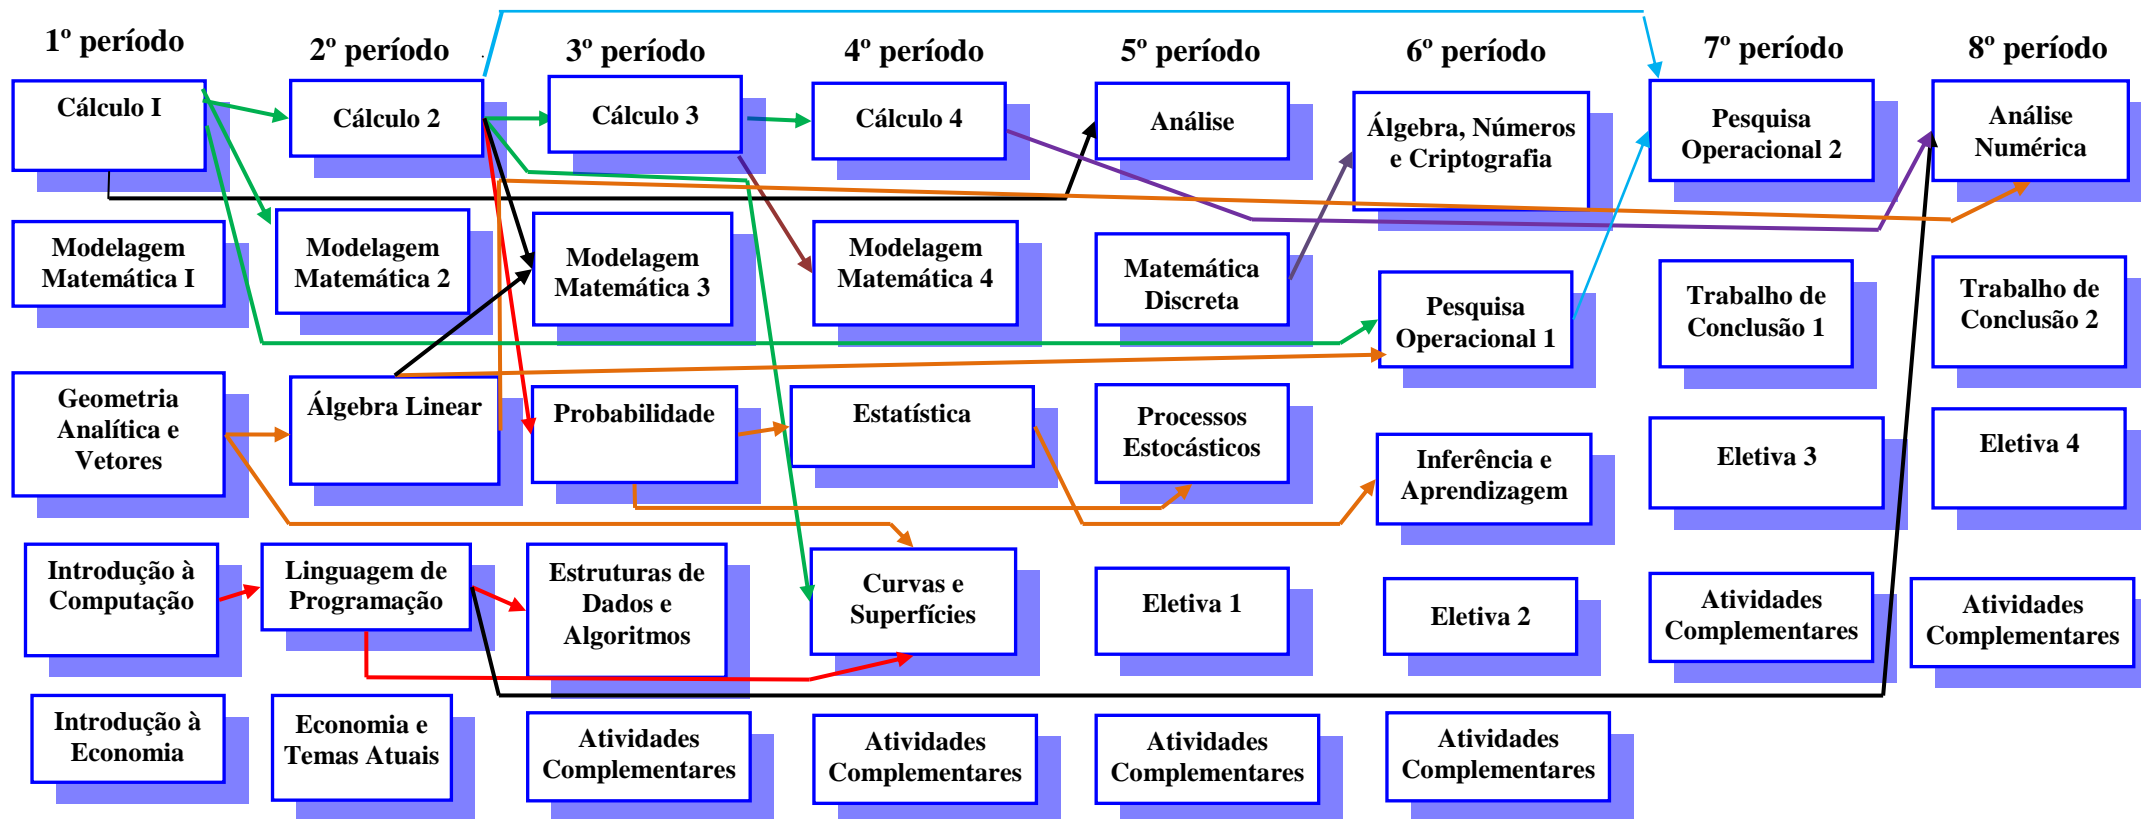 1º período
2º período
3º período
4º período
5º período
6º período
7º período
8º período
Cálculo I
Cálculo 2
Cálculo 3
Cálculo 4
Análise
Álgebra, Números
e Criptografia
Pesquisa
Operacional 2
Análise
Numérica
Modelagem
Matemática I
Modelagem
Matemática 2
Modelagem
Matemática 3
Modelagem
Matemática 4
Matemática
Discreta
Pesquisa
Operacional 1
Trabalho de
Conclusão 1
Trabalho de
Conclusão 2
Geometria
Analítica e
Vetores
Álgebra Linear
Probabilidade
Estatística
Processos
Estocásticos
Inferência e
Aprendizagem
Eletiva 3
Eletiva 4
Introdução à
Computação
Linguagem de
Programação
Estruturas de
Dados e
Algoritmos
Curvas e
Superfícies
Eletiva 1
Eletiva 2
Atividades
Complementares
Atividades
Complementares
Introdução à
Economia
Economia e
Temas Atuais
Atividades
Complementares
Atividades
Complementares
Atividades
Complementares
Atividades
Complementares